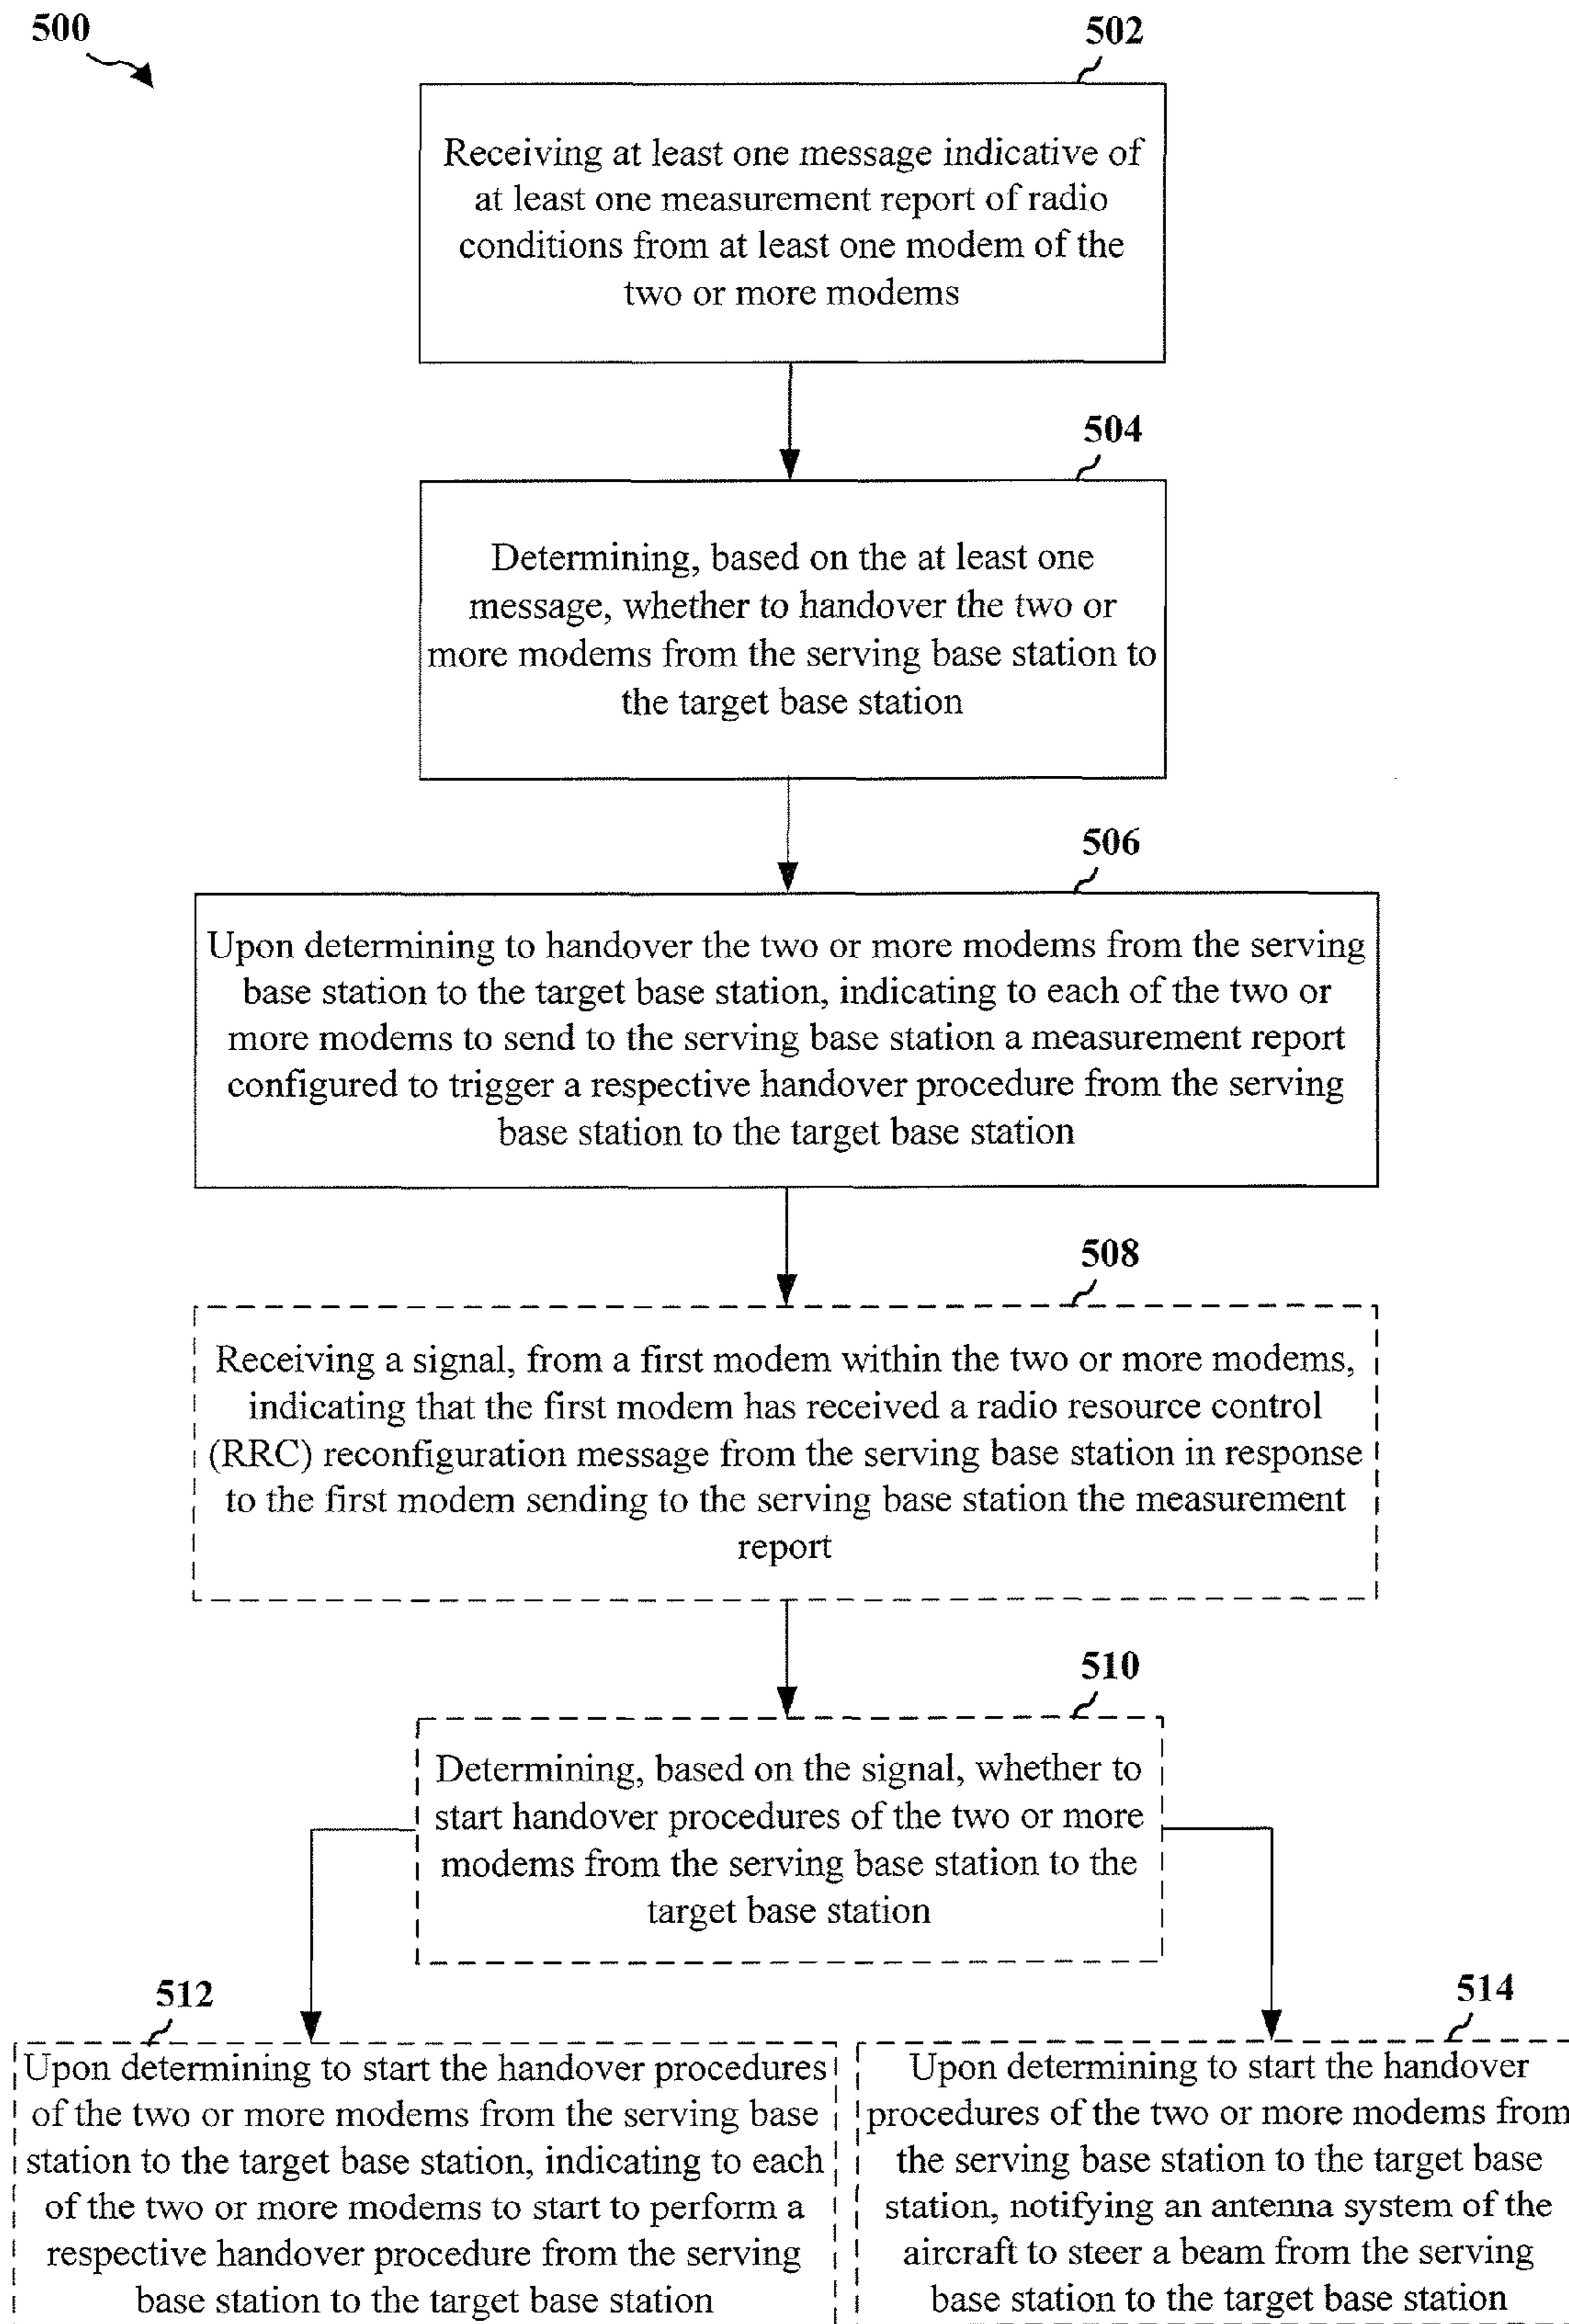 500
502
Receiving at least one message indicative of
at least one measurement report of radio
conditions from at least one modem of the
two or more modems
504
Determining, based on the at least one
message, whether to handover the two or
more modems from the serving base station to
the target base station
506
Upon determining to handover the two or more modems from the serving
base station to the target base station, indicating to each of the two or
more modems to send to the serving base station a measurement report
configured to trigger a respective handover procedure from the serving
base station to the target base station
508
Receiving a signal, from a first modem within the two or more modems,
indicating that the first modem has received a radio resource control
(RRC) reconfiguration message from the serving base station in response
to the first modem sending to the serving base station the measurement
report
510
Determining, based on the signal, whether to
start handover procedures of the two or more
modems from the serving base station to the
target base station
512
Upon determining to start the handover procedures
of the two or more modems from the serving base
station to the target base station, indicating to each
of the two or more modems to start to perform a
respective handover procedure from the serving
base station to the target base station
514
Upon determining to start the handover
procedures of the two or more modems from
the serving base station to the target base
station, notifying an antenna system of the
aircraft to steer a beam from the serving
base station to the target base station